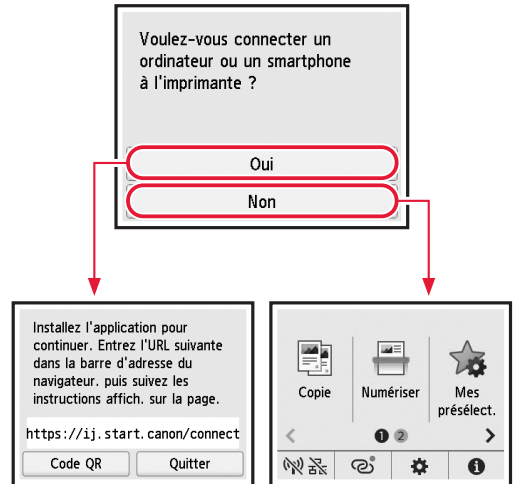 Voulez-vous connecter un
ordinateur ou un smartphone
à l'imprimante ?
Oui
Non
Installez l'application pour
continuer. Entrez l'URL suivante
dans la barre d'adresse du
navigateur. puis suivez les
instructions affich. sur la page.
https://ij.start.canon/connect
Code QR
Quitter
Copie
Numériser
Mes
présélect.
1 2